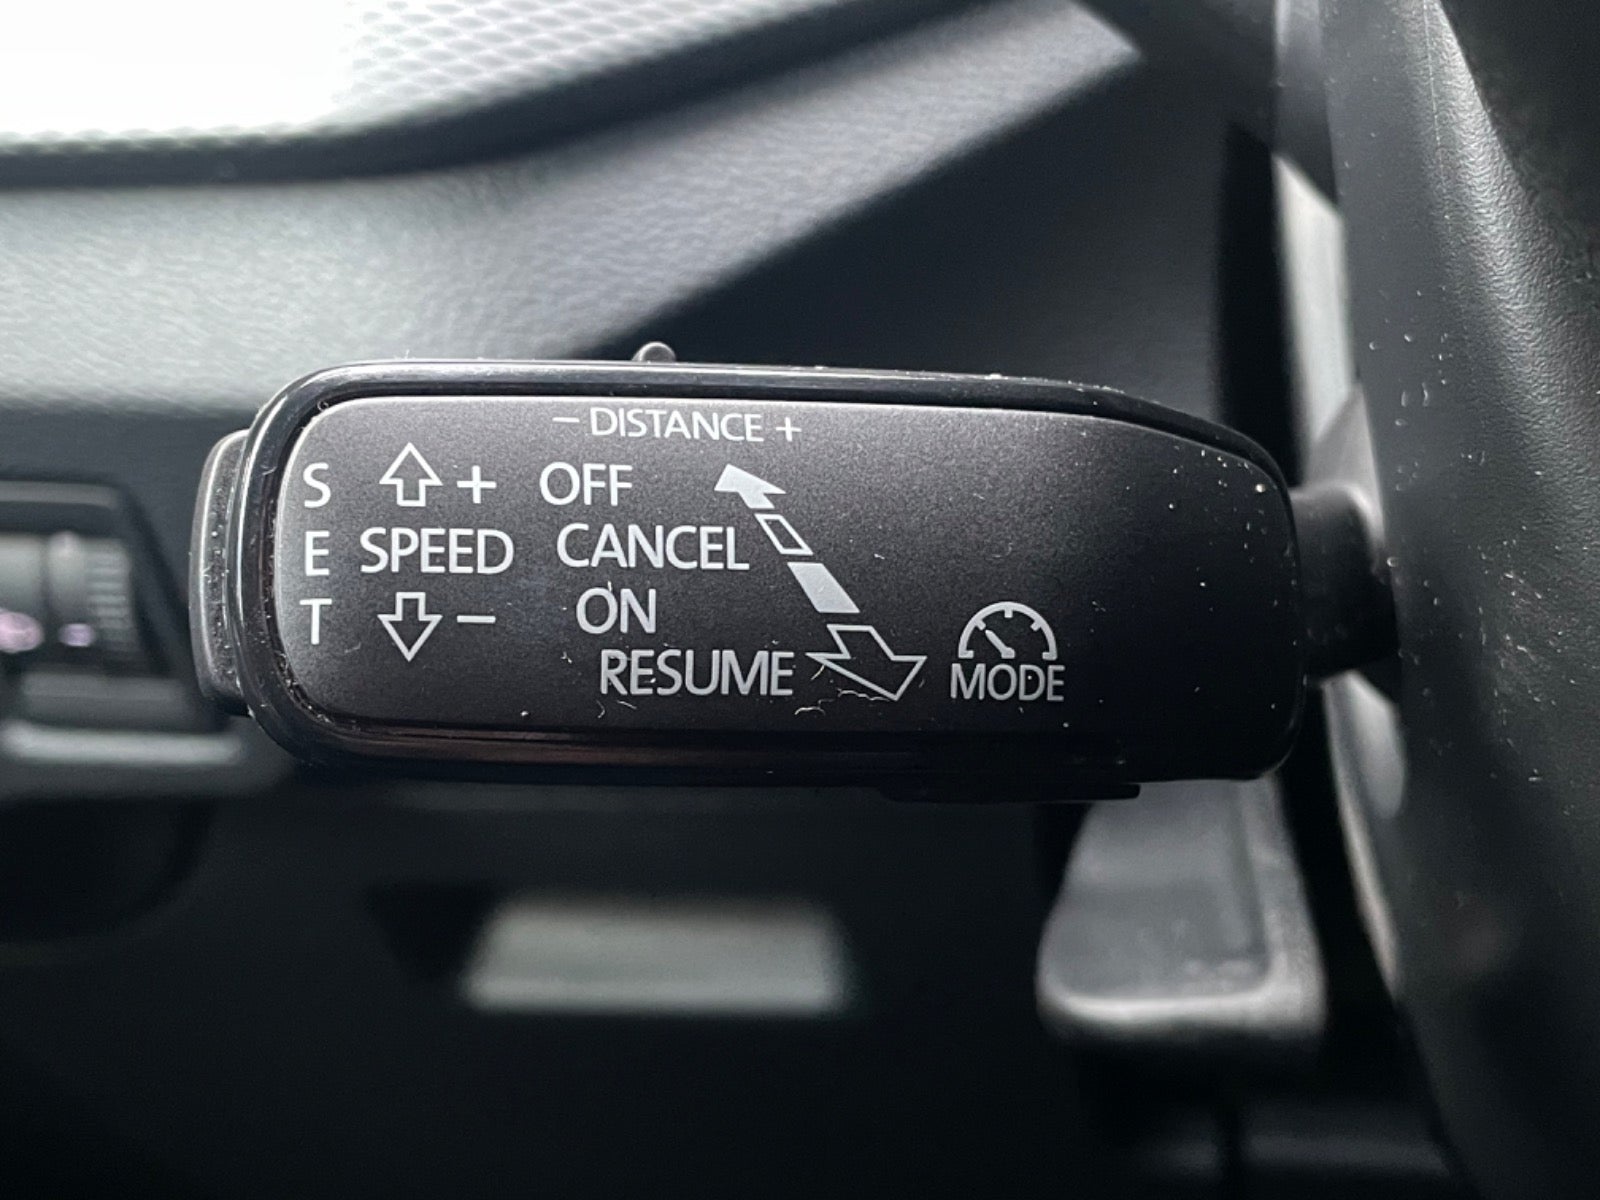 − DISTANCE +
S + OFF
E SPEED CANCEL
T − ON
RESUME
MODE